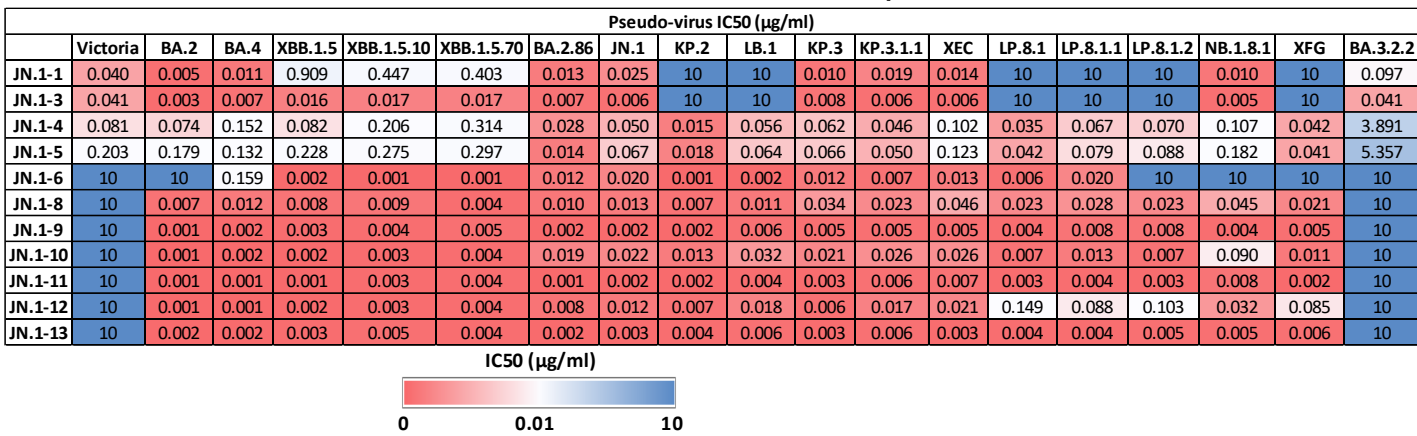 Pseudo-virus IC50 (µg/ml)
Victoria BA.2 BA.4 XBB.1.5 XBB.1.5.10 XBB.1.5.70 BA.2.86 JN.1 KP.2 LB.1 KP.3 KP.3.1.1 XEC LP.8.1 LP.8.1.1 LP.8.1.2 NB.1.8.1 XFG BA.3.2.2
JN.1-1 0.040 0.005 0.011 0.909 0.447 0.403 0.013 0.025 10 10 0.010 0.019 0.014 10 10 10 0.010 10 0.097
JN.1-3 0.041 0.003 0.007 0.016 0.017 0.017 0.007 0.006 10 10 0.008 0.006 0.006 10 10 10 0.005 10 0.041
JN.1-4 0.081 0.074 0.152 0.082 0.206 0.314 0.028 0.050 0.015 0.056 0.062 0.046 0.102 0.035 0.067 0.070 0.107 0.042 3.891
JN.1-5 0.203 0.179 0.132 0.228 0.275 0.297 0.014 0.067 0.018 0.064 0.066 0.050 0.123 0.042 0.079 0.088 0.182 0.041 5.357
JN.1-6 10 10 0.159 0.002 0.001 0.001 0.012 0.020 0.001 0.002 0.012 0.007 0.013 0.006 0.020 10 10 10 10
JN.1-8 10 0.007 0.012 0.008 0.009 0.004 0.010 0.013 0.007 0.011 0.034 0.023 0.046 0.023 0.028 0.023 0.045 0.021 10
JN.1-9 10 0.001 0.002 0.003 0.004 0.005 0.002 0.002 0.002 0.006 0.005 0.005 0.005 0.004 0.008 0.008 0.004 0.005 10
JN.1-10 10 0.001 0.002 0.002 0.003 0.004 0.019 0.022 0.013 0.032 0.021 0.026 0.026 0.007 0.013 0.007 0.090 0.011 10
JN.1-11 10 0.001 0.001 0.001 0.003 0.004 0.001 0.002 0.002 0.004 0.003 0.006 0.007 0.003 0.004 0.003 0.008 0.002 10
JN.1-12 10 0.001 0.001 0.002 0.003 0.004 0.008 0.012 0.007 0.018 0.006 0.017 0.021 0.149 0.088 0.103 0.032 0.085 10
JN.1-13 10 0.002 0.002 0.003 0.005 0.004 0.002 0.003 0.004 0.006 0.003 0.006 0.003 0.004 0.004 0.005 0.005 0.006 10
IC50 (µg/ml)
0 0.01 10